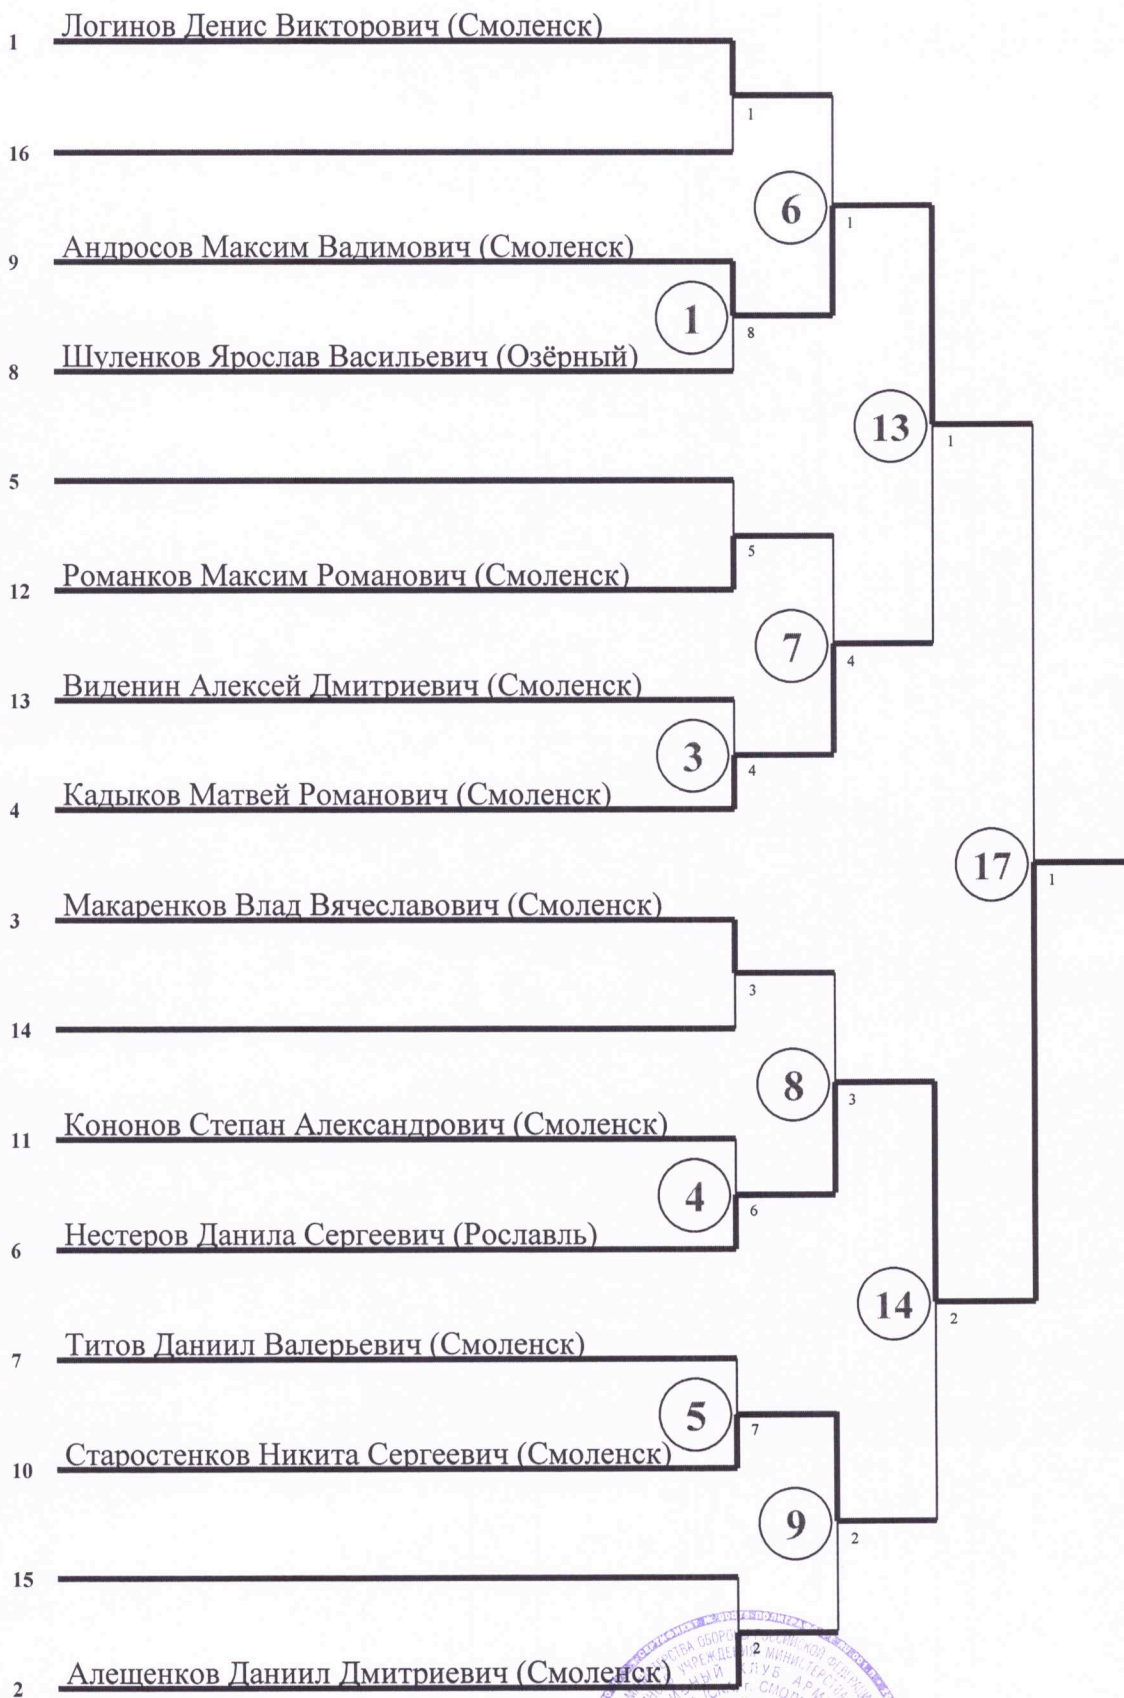 1 Логинов Денис Викторович (Смоленск)
1
16
6
1
9 Андросов Максим Вадимович (Смоленск)
1
8
8 Шуленков Ярослав Васильевич (Озёрный)
13
1
5
5
12 Романков Максим Романович (Смоленск)
7
4
13 Виденин Алексей Дмитриевич (Смоленск)
3
4
4 Кадыков Матвей Романович (Смоленск)
17
1
3 Макаренков Влад Вячеславович (Смоленск)
3
14
8
3
11 Кононов Степан Александрович (Смоленск)
4
6
6 Нестеров Данила Сергеевич (Рославль)
14
2
7 Титов Даниил Валерьевич (Смоленск)
5
7
10 Старостенков Никита Сергеевич (Смоленск)
9
2
15
2
2 Алещенков Даниил Дмитриевич (Смоленск)